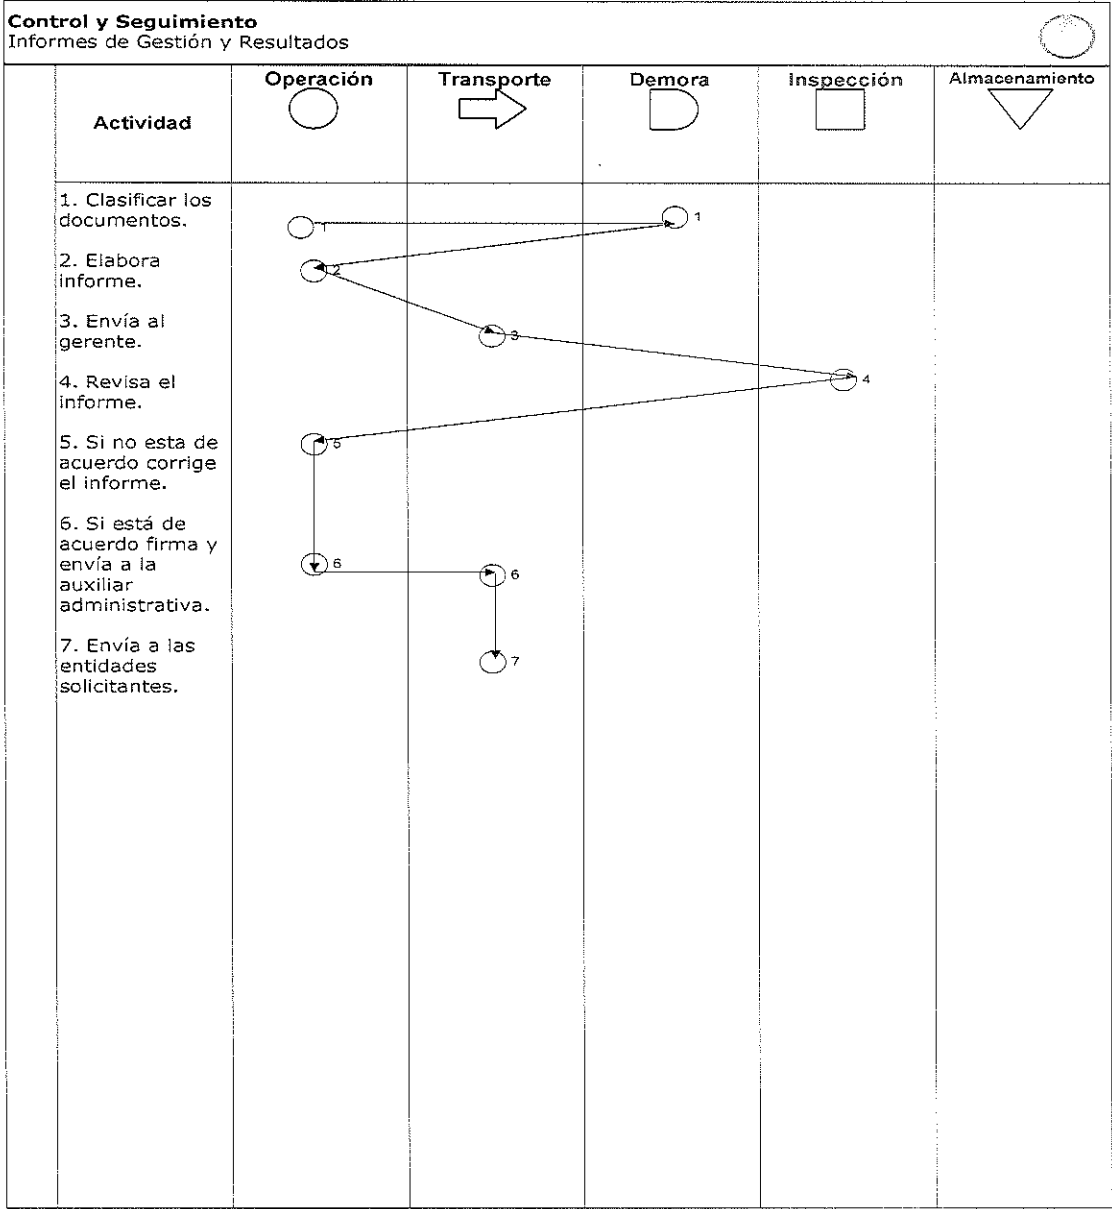 Control y Seguimiento
Informes de Gestión y Resultados
Actividad
Operación
Transporte
Demora
Inspección
Almacenamiento
1. Clasificar los
documentos.
1
1
2. Elabora
informe.
2
3. Envía al
gerente.
3
4. Revisa el
informe.
4
5. Si no esta de
acuerdo corrige
el informe.
5
6. Si está de
acuerdo firma y
envía a la
auxiliar
administrativa.
6
6
7. Envía a las
entidades
solicitantes.
7